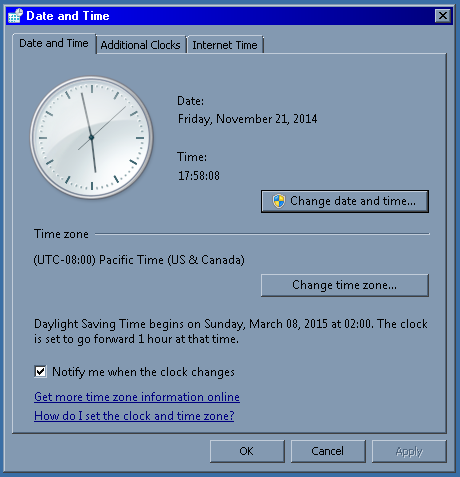 Date and Time
Date and Time
Additional Clocks
Internet Time
Date:
Friday, November 21, 2014
Time:
17:58:08
Change date and time...
Time zone
(UTC-08:00) Pacific Time (US & Canada)
Change time zone...
Daylight Saving Time begins on Sunday, March 08, 2015 at 02:00. The clock
is set to go forward 1 hour at that time.
Notify me when the clock changes
Get more time zone information online
How do I set the clock and time zone?
OK
Cancel
Apply